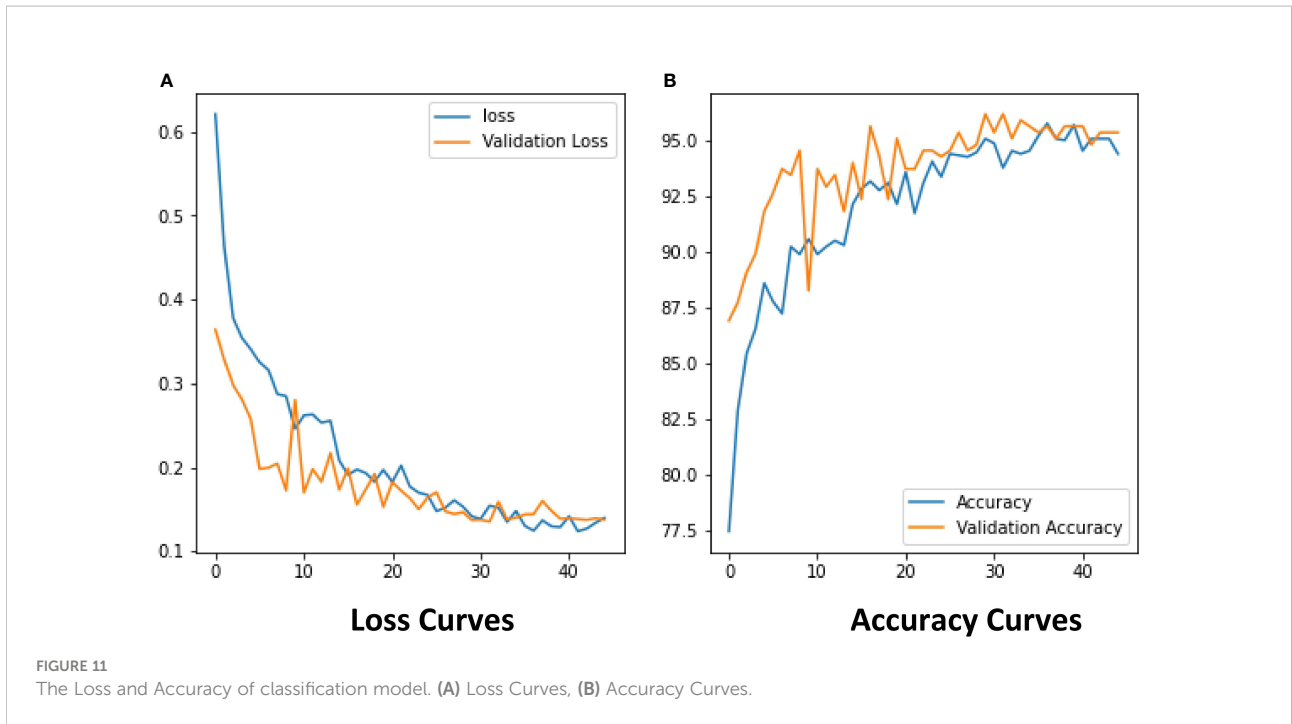 A
0.6
0.5
0.4
0.3
0.2
0.1
0 10 20 30 40
loss
Validation Loss
Loss Curves
B
95.0
92.5
90.0
87.5
85.0
82.5
80.0
77.5
0 10 20 30 40
Accuracy
Validation Accuracy
Accuracy Curves
FIGURE 11
The Loss and Accuracy of classification model. (A) Loss Curves, (B) Accuracy Curves.